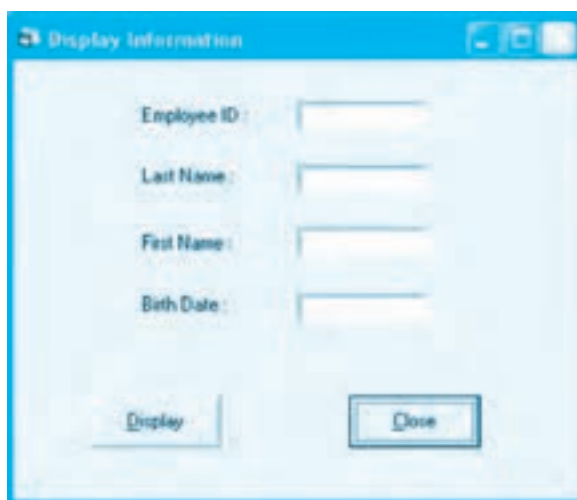 Display Information
Employee ID :
Last Name :
First Name :
Birth Date :
Display
Close